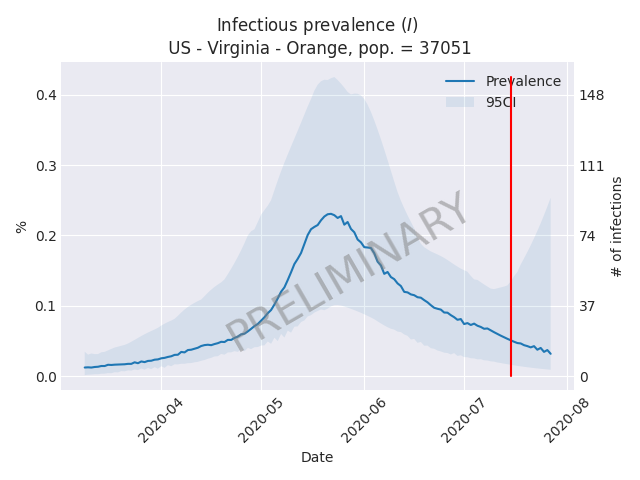 Infectious prevalence (I)
US - Virginia - Orange, pop. = 37051
Prevalence
95CI
0.4
0.3
0.2
0.1
0.0
%
148
111
74
37
0
# of infections
PRELIMINARY
2020-04
2020-05
2020-06
2020-07
2020-08
Date